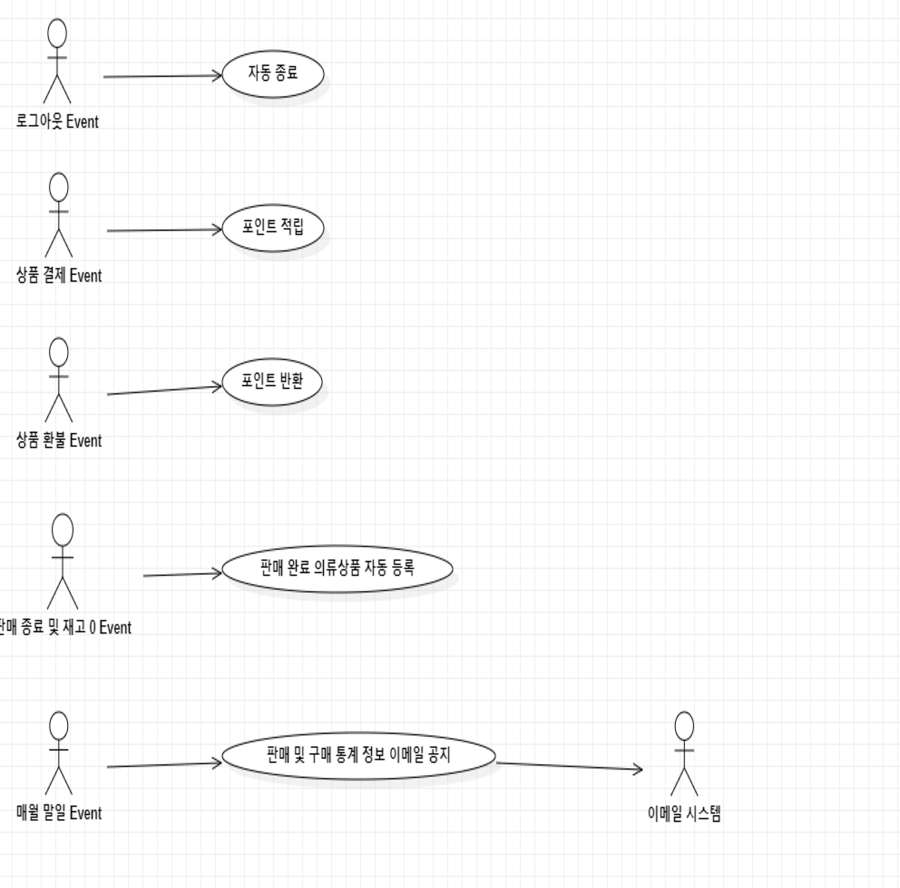 자동 종료
로그아웃 Event
포인트 적립
상품 결제 Event
포인트 반환
상품 환불 Event
판매 완료 의류상품 자동 등록
판매 종료 및 재고 0 Event
판매 및 구매 통계 정보 이메일 공지
매월 말일 Event
이메일 시스템